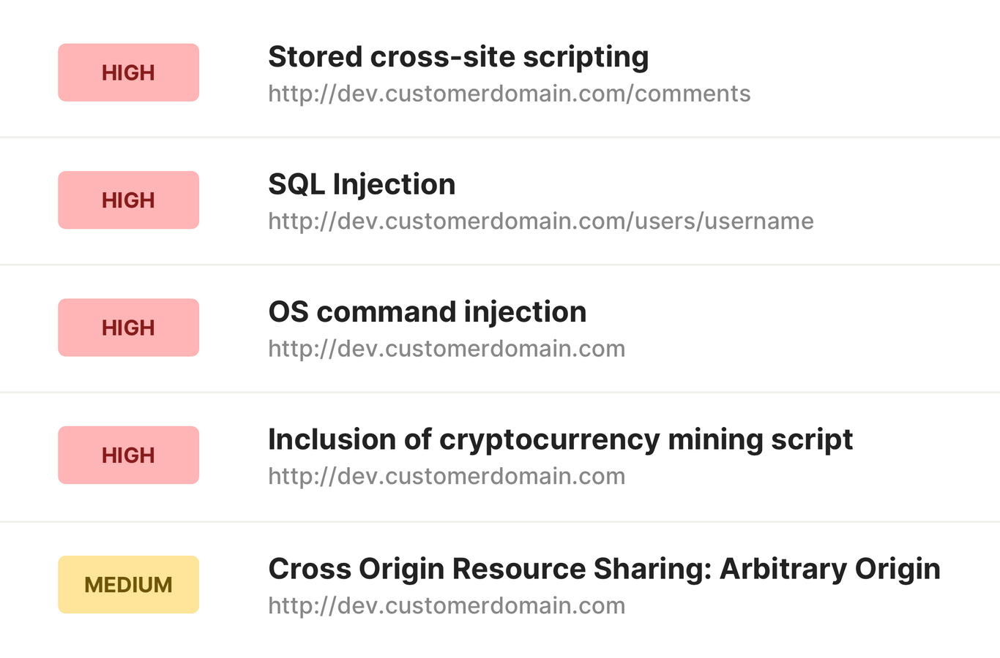 HIGH
Stored cross-site scripting
http://dev.customerdomain.com/comments
HIGH
SQL Injection
http://dev.customerdomain.com/users/username
HIGH
OS command injection
http://dev.customerdomain.com
HIGH
Inclusion of cryptocurrency mining script
http://dev.customerdomain.com
MEDIUM
Cross Origin Resource Sharing: Arbitrary Origin
http://dev.customerdomain.com